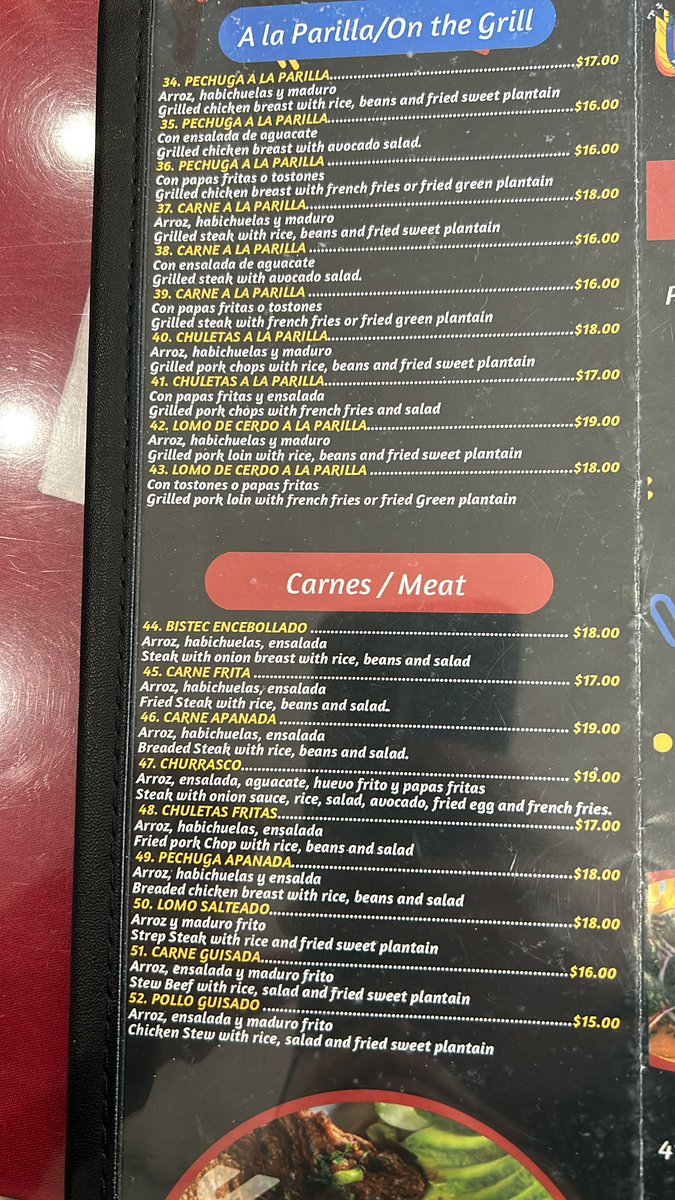 A la Parilla/On the Grill
34. PECHUGA A LA PARILLA..........$17.00
Arroz, habichuelas y maduro
Grilled chicken breast with rice, beans and fried sweet plantain
35. PECHUGA A LA PARILLA..........$16.00
Con ensalada de aguacate
Grilled chicken breast with avocado salad.
36. PECHUGA A LA PARILLA..........$16.00
Con papas fritas o tostones
Grilled chicken breast with french fries or fried green plantain
37. CARNE A LA PARILLA..........$18.00
Arroz, habichuelas y maduro
Grilled steak with rice, beans and fried sweet plantain
38. CARNE A LA PARILLA..........$16.00
Con ensalada de aguacate
Grilled steak with avocado salad.
39. CARNE A LA PARILLA..........$16.00
Con papas fritas o tostones
Grilled steak with french fries or fried green plantain
40. CHULETAS A LA PARILLA..........$18.00
Arroz, habichuelas y maduro
Grilled pork chops with rice, beans and fried sweet plantain
41. CHULETAS A LA PARILLA..........$17.00
Con papas fritas y ensalada
Grilled pork chops with french fries and salad
42. LOMO DE CERDO A LA PARILLA..........$19.00
Arroz, habichuelas y maduro
Grilled pork loin with rice, beans and fried sweet plantain
43. LOMO DE CERDO A LA PARILLA..........$18.00
Con tostones o papas fritas
Grilled pork loin with french fries or fried Green plantain
Carnes / Meat
44. BISTEC ENCEBOLLADO..........$18.00
Arroz, habichuelas, ensalada
Steak with onion breast with rice, beans and salad
45. CARNE FRITA..........$17.00
Arroz, habichuelas, ensalada
Fried Steak with rice, beans and salad.
46. CARNE APANADA..........$19.00
Arroz, habichuelas, ensalada
Breaded Steak with rice, beans and salad.
47. CHURRASCO..........$19.00
Arroz, ensalada, aguacate, huevo frito y papas fritas
Steak with onion sauce, rice, salad, avocado, fried egg and french fries.
48. CHULETAS FRITAS..........$17.00
Arroz, habichuelas, ensalada
Fried pork Chop with rice, beans and salad
49. PECHUGA APANADA..........$18.00
Arroz, habichuelas y ensalda
Breaded chicken breast with rice, beans and salad
50. LOMO SALTEADO..........$18.00
Arroz y maduro frito
Strep Steak with rice and fried sweet plantain
51. CARNE GUISADA..........$16.00
Arroz, ensalada y maduro frito
Stew Beef with rice, salad and fried sweet plantain
52. POLLO GUISADO..........$15.00
Arroz, ensalada y maduro frito
Chicken Stew with rice, salad and fried sweet plantain